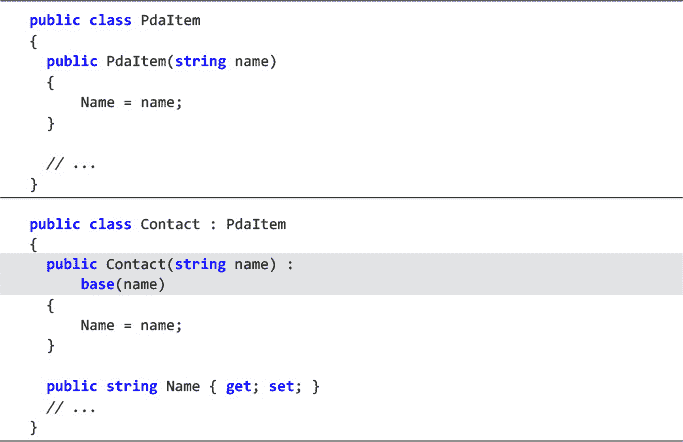 public class PdaItem
{
  public PdaItem(string name)
  {
      Name = name;
  }

  // ...
}
public class Contact : PdaItem
{
  public Contact(string name) :
      base(name)
  {
      Name = name;
  }

  public string Name { get; set; }
  // ...
}